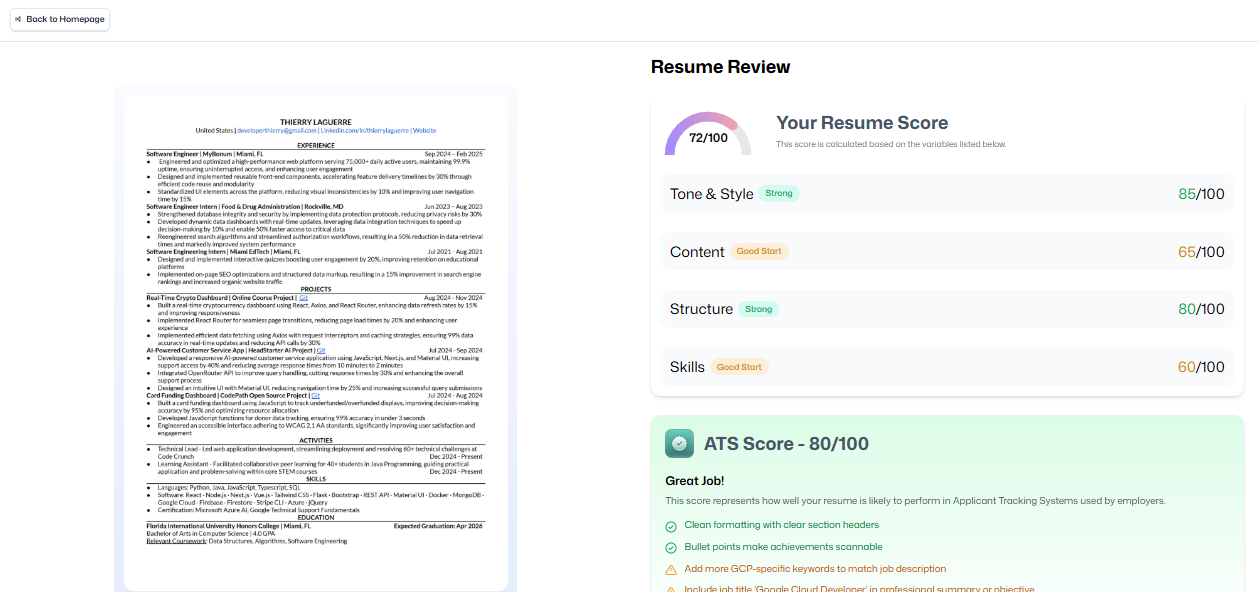 Back to Homepage
Resume Review
72/100
Your Resume Score
This score is calculated based on the variables listed below.
Tone & Style Strong 85/100
Content Good Start 65/100
Structure Strong 80/100
Skills Good Start 60/100
ATS Score - 80/100
Great Job!
This score represents how well your resume is likely to perform in Applicant Tracking Systems used by employers.
Clean formatting with clear section headers
Bullet points make achievements scannable
Add more GCP-specific keywords to match job description
Include job title 'Google Cloud Developer' in professional summary or objective
THIERRY LAGUERRE
United States | developerthierry@gmail.com | Linkedin.com/in/thierrylaguerre | Website
EXPERIENCE
Software Engineer | MyBonum | Miami, FL Sep 2024 – Feb 2025
• Engineered and optimized a high-performance web platform serving 75,000+ daily active users, maintaining 99.9%
uptime, ensuring uninterrupted access, and enhancing user engagement
• Designed and implemented reusable front-end components, accelerating feature delivery timelines by 30% through
efficient code reuse and modularity
• Standardized UI elements across the platform, reducing visual inconsistencies by 10% and improving user navigation
time by 15%
Software Engineer Intern | Food & Drug Administration | Rockville, MD Jun 2023 – Aug 2023
• Strengthened database integrity and security by implementing data protection protocols, reducing privacy risks by 30%
• Developed dynamic data dashboards with real-time updates, leveraging data integration techniques to speed up
decision-making by 10% and enable 50% faster access to critical data
• Reengineered search algorithms and streamlined authorization workflows, resulting in a 50% reduction in data retrieval
times and markedly improved system performance
Software Engineering Intern | Miami EdTech | Miami, FL Jul 2021 - Aug 2021
• Designed and implemented interactive quizzes boosting user engagement by 20%, improving retention on educational
platforms
• Implemented on-page SEO optimizations and structured data markup, resulting in a 15% improvement in search engine
rankings and increased organic website traffic
PROJECTS
Real-Time Crypto Dashboard | Online Course Project | Git Aug 2024 - Nov 2024
• Built a real-time cryptocurrency dashboard using React, Axios, and React Router, enhancing data refresh rates by 15%
and improving responsiveness
• Implemented React Router for seamless page transitions, reducing page load times by 20% and enhancing user
experience
• Implemented efficient data fetching using Axios with request interceptors and caching strategies, ensuring 99% data
accuracy in real-time updates and reducing API calls by 30%
AI-Powered Customer Service App | HeadStarter AI Project | Git Jul 2024 - Sep 2024
• Developed a responsive AI-powered customer service application using JavaScript, Next.js, and Material UI, increasing
support access by 40% and reducing average response times from 10 minutes to 2 minutes
• Integrated OpenRouter API to improve query handling, cutting response times by 30% and enhancing the overall
support process
• Designed an intuitive UI with Material UI, reducing navigation time by 25% and increasing successful query submissions
Card Funding Dashboard | CodePath Open Source Project | Git Jul 2024 - Aug 2024
• Built a card funding dashboard using JavaScript to track underfunded/overfunded displays, improving decision-making
accuracy by 95% and optimizing resource allocation
• Developed JavaScript functions for donor data tracking, ensuring 99% accuracy in under 3 seconds
• Engineered an accessible interface adhering to WCAG 2.1 AA standards, significantly improving user satisfaction and
engagement
ACTIVITIES
• Technical Lead - Led web application development, streamlining deployment and resolving 60+ technical challenges at
Code Crunch Dec 2024 - Present
• Learning Assistant - Facilitated collaborative peer learning for 40+ students in Java Programming, guiding practical
application and problem-solving within core STEM courses Dec 2024 - Present
SKILLS
• Languages: Python, Java, JavaScript, Typescript, SQL
• Software: React - Node.js - Next.js - Vue.js - Tailwind CSS - Flask - Bootstrap - REST API - Material UI - Docker - MongoDB -
Google Cloud - Firebase - Firestore - Stripe CLI - Azure - jQuery
• Certification: Microsoft Azure AI, Google Technical Support Fundamentals
EDUCATION
Florida International University Honors College | Miami, FL Expected Graduation: Apr 2026
Bachelor of Arts in Computer Science | 4.0 GPA
Relevant Coursework: Data Structures, Algorithms, Software Engineering